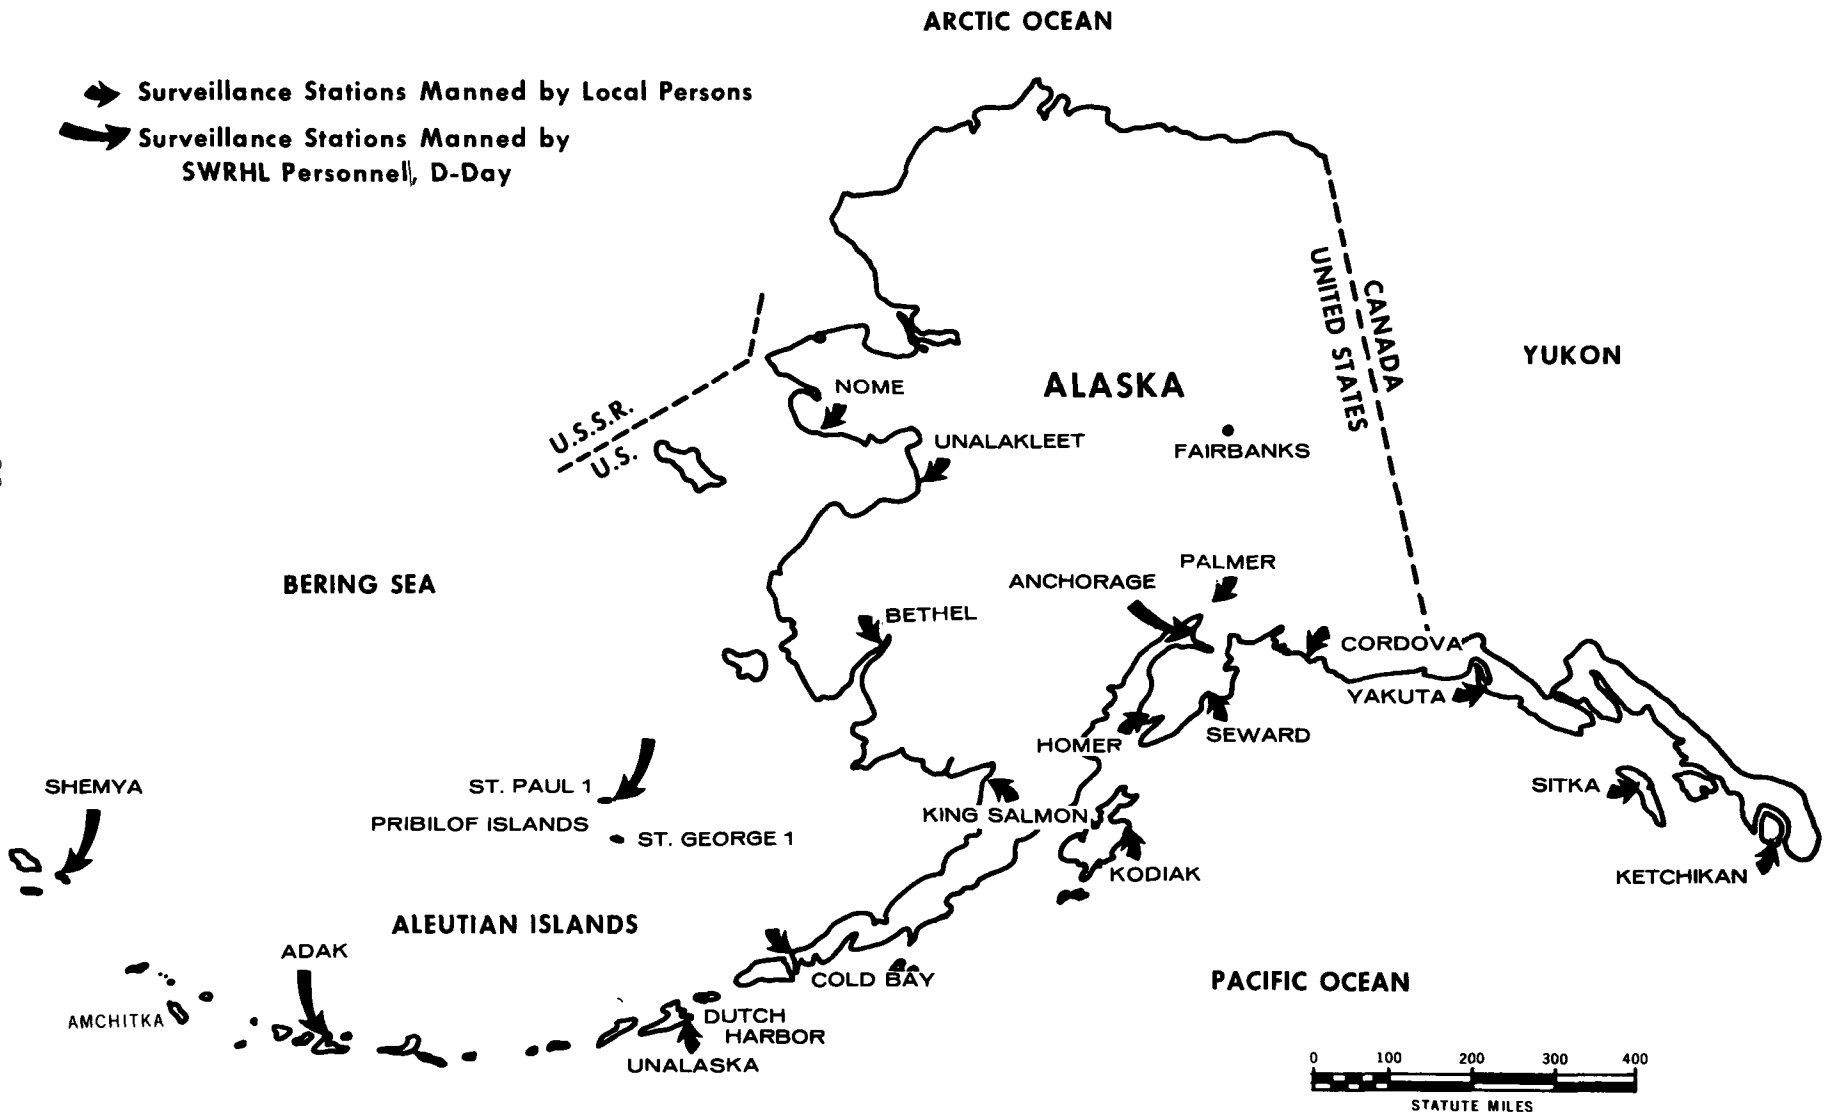 ARCTIC OCEAN
Surveillance Stations Manned by Local Persons
Surveillance Stations Manned by
SWRHL Personnel, D-Day
UNITED STATES
CANADA
YUKON
ALASKA
NOME
U.S.S.R.
U.S.
UNALAKLEET
FAIRBANKS
BERING SEA
PALMER
ANCHORAGE
BETHEL
CORDOVA
YAKUTA
HOMER
SEWARD
SHEMYA
ST. PAUL 1
PRIBILOF ISLANDS
ST. GEORGE 1
KING SALMON
SITKA
KODIAK
KETCHIKAN
ALEUTIAN ISLANDS
ADAK
COLD BAY
PACIFIC OCEAN
AMCHITKA
DUTCH
HARBOR
UNALASKA
0 100 200 300 400
STATUTE MILES